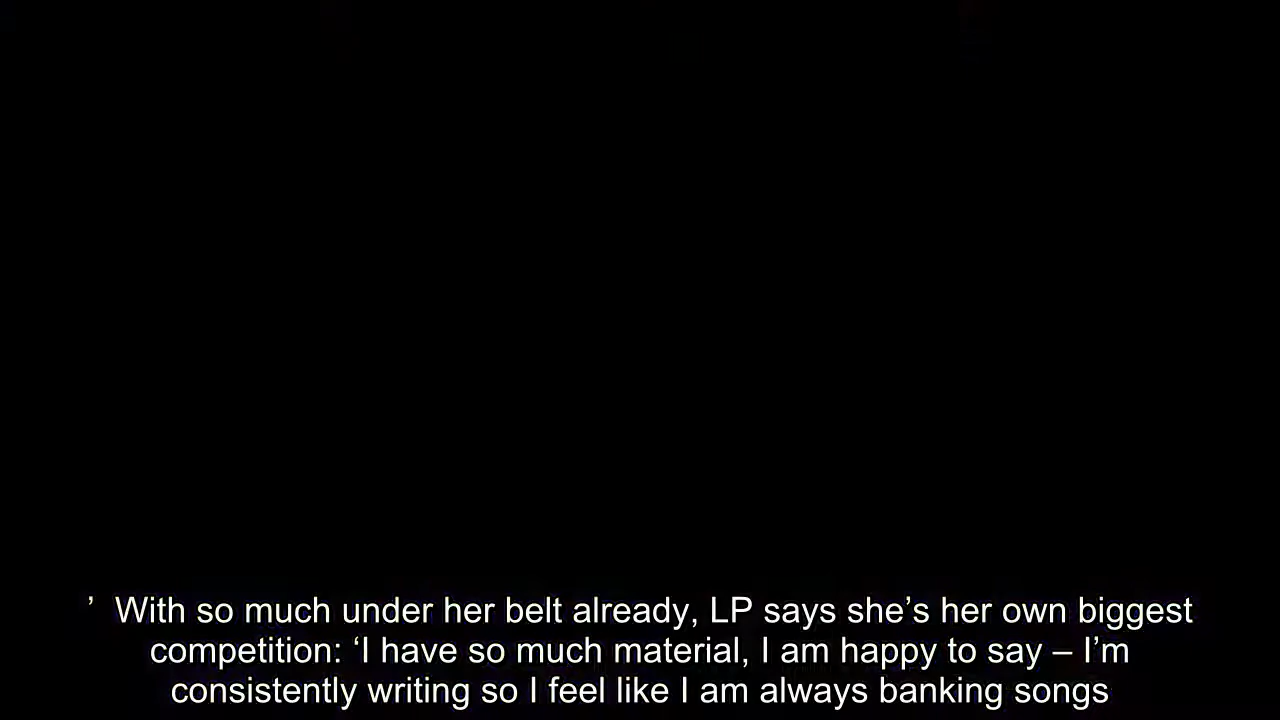 ’  With so much under her belt already, LP says she’s her own biggest
competition: ‘I have so much material, I am happy to say – I’m
consistently writing so I feel like I am always banking songs